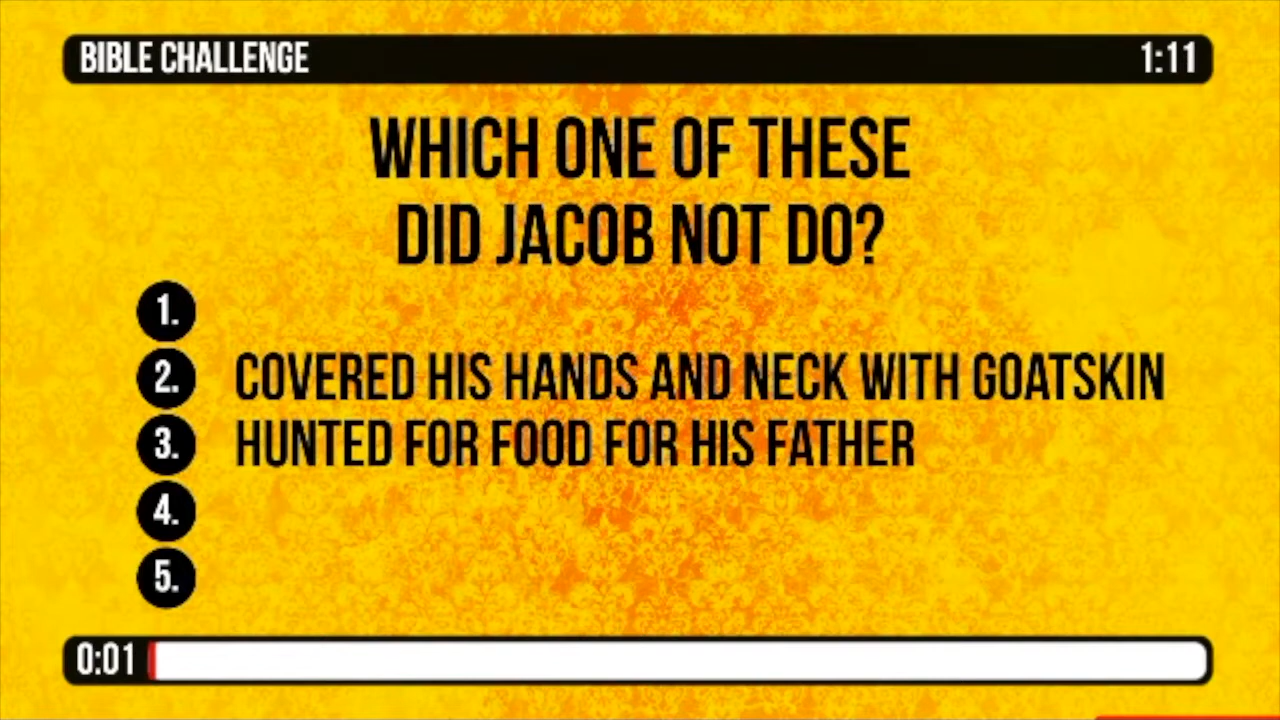 BIBLE CHALLENGE 1:11
WHICH ONE OF THESE
DID JACOB NOT DO?
1.
2. COVERED HIS HANDS AND NECK WITH GOATSKIN
3. HUNTED FOR FOOD FOR HIS FATHER
4.
5.
0:01